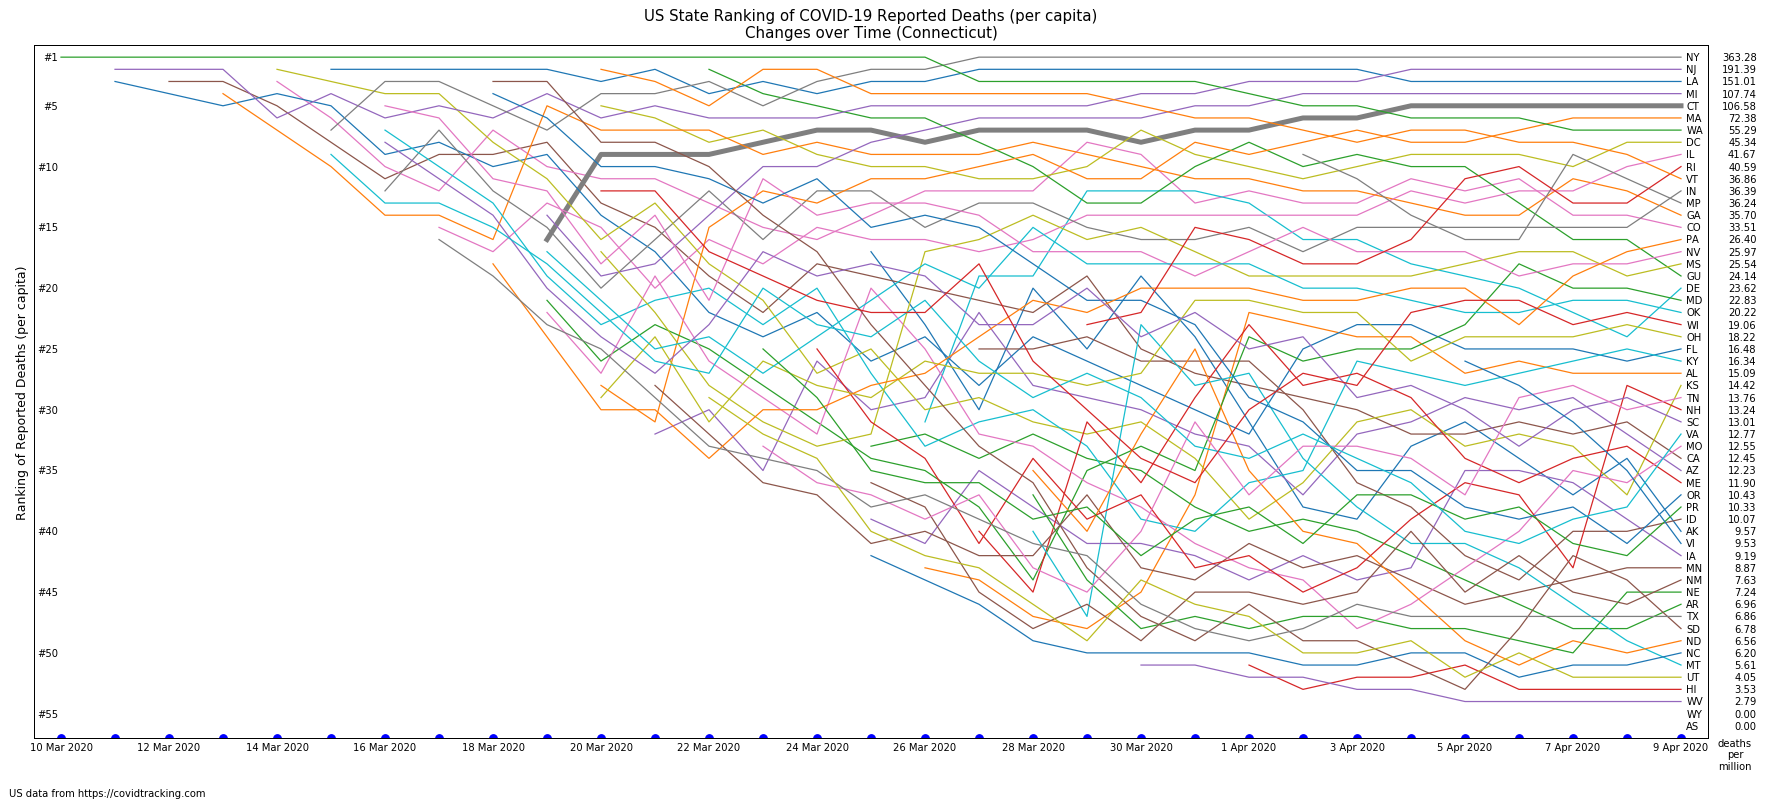 US State Ranking of COVID-19 Reported Deaths (per capita)
Changes over Time (Connecticut)
Ranking of Reported Deaths (per capita)
#1
#5
#10
#15
#20
#25
#30
#35
#40
#45
#50
#55
NY 363.28
NJ 191.39
LA 151.01
MI 107.74
CT 106.58
MA 72.38
WA 55.29
DC 45.34
IL 41.67
RI 40.59
VT 36.86
IN 36.39
MP 36.24
GA 35.70
CO 33.51
PA 26.40
NV 25.97
MS 25.54
GU 24.14
DE 23.62
MD 22.83
OK 20.22
WI 19.06
OH 18.22
FL 16.48
KY 16.34
AL 15.09
KS 14.42
TN 13.76
NH 13.24
SC 13.01
VA 12.77
MO 12.55
CA 12.45
AZ 12.23
ME 11.90
OR 10.43
PR 10.33
ID 10.07
AK 9.57
VI 9.53
IA 9.19
MN 8.87
NM 7.63
NE 7.24
AR 6.96
TX 6.86
SD 6.78
ND 6.56
NC 6.20
MT 5.61
UT 4.05
HI 3.53
WV 2.79
WY 0.00
AS 0.00
10 Mar 2020 12 Mar 2020 14 Mar 2020 16 Mar 2020 18 Mar 2020 20 Mar 2020 22 Mar 2020 24 Mar 2020 26 Mar 2020 28 Mar 2020 30 Mar 2020 1 Apr 2020 3 Apr 2020 5 Apr 2020 7 Apr 2020 9 Apr 2020
deaths
per
million
US data from https://covidtracking.com